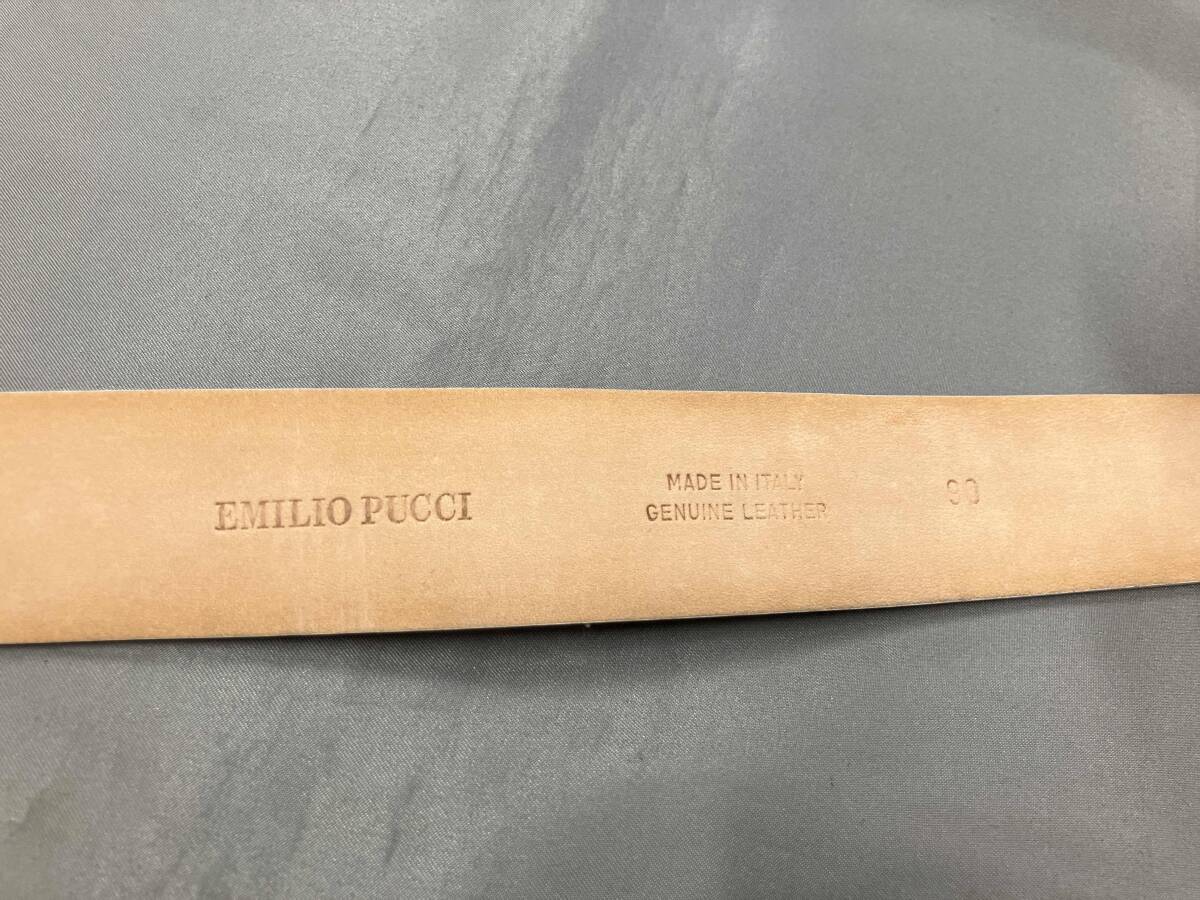 EMILIO PUCCI
MADE IN ITALY
GENUINE LEATHER
90